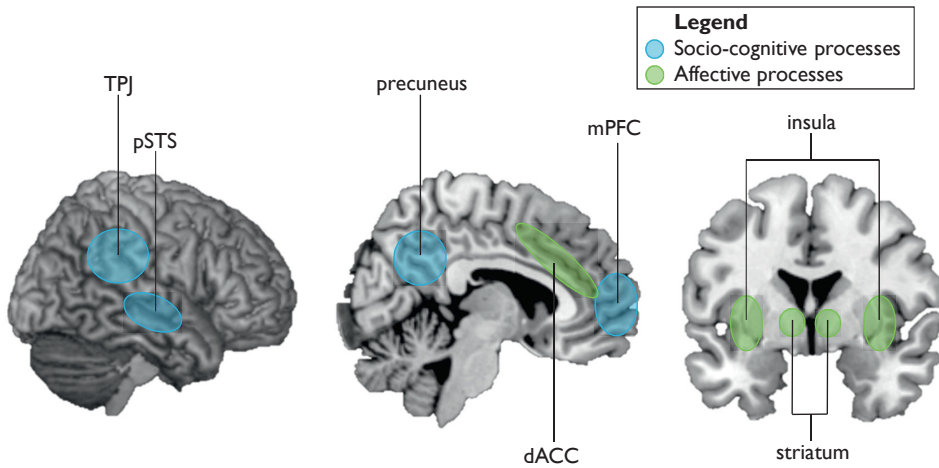 Legend
Socio-cognitive processes
Affective processes
TPJ
pSTS
precuneus
mPFC
insula
dACC
striatum